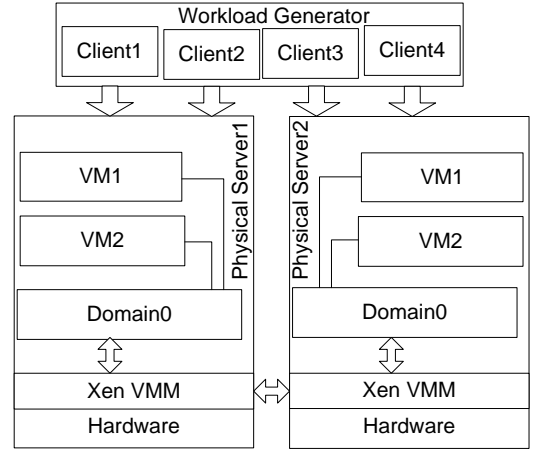 Workload Generator
Client1
Client2
Client3
Client4
Physical Server1
VM1
VM2
Domain0
Xen VMM
Hardware
Physical Server2
VM1
VM2
Domain0
Xen VMM
Hardware